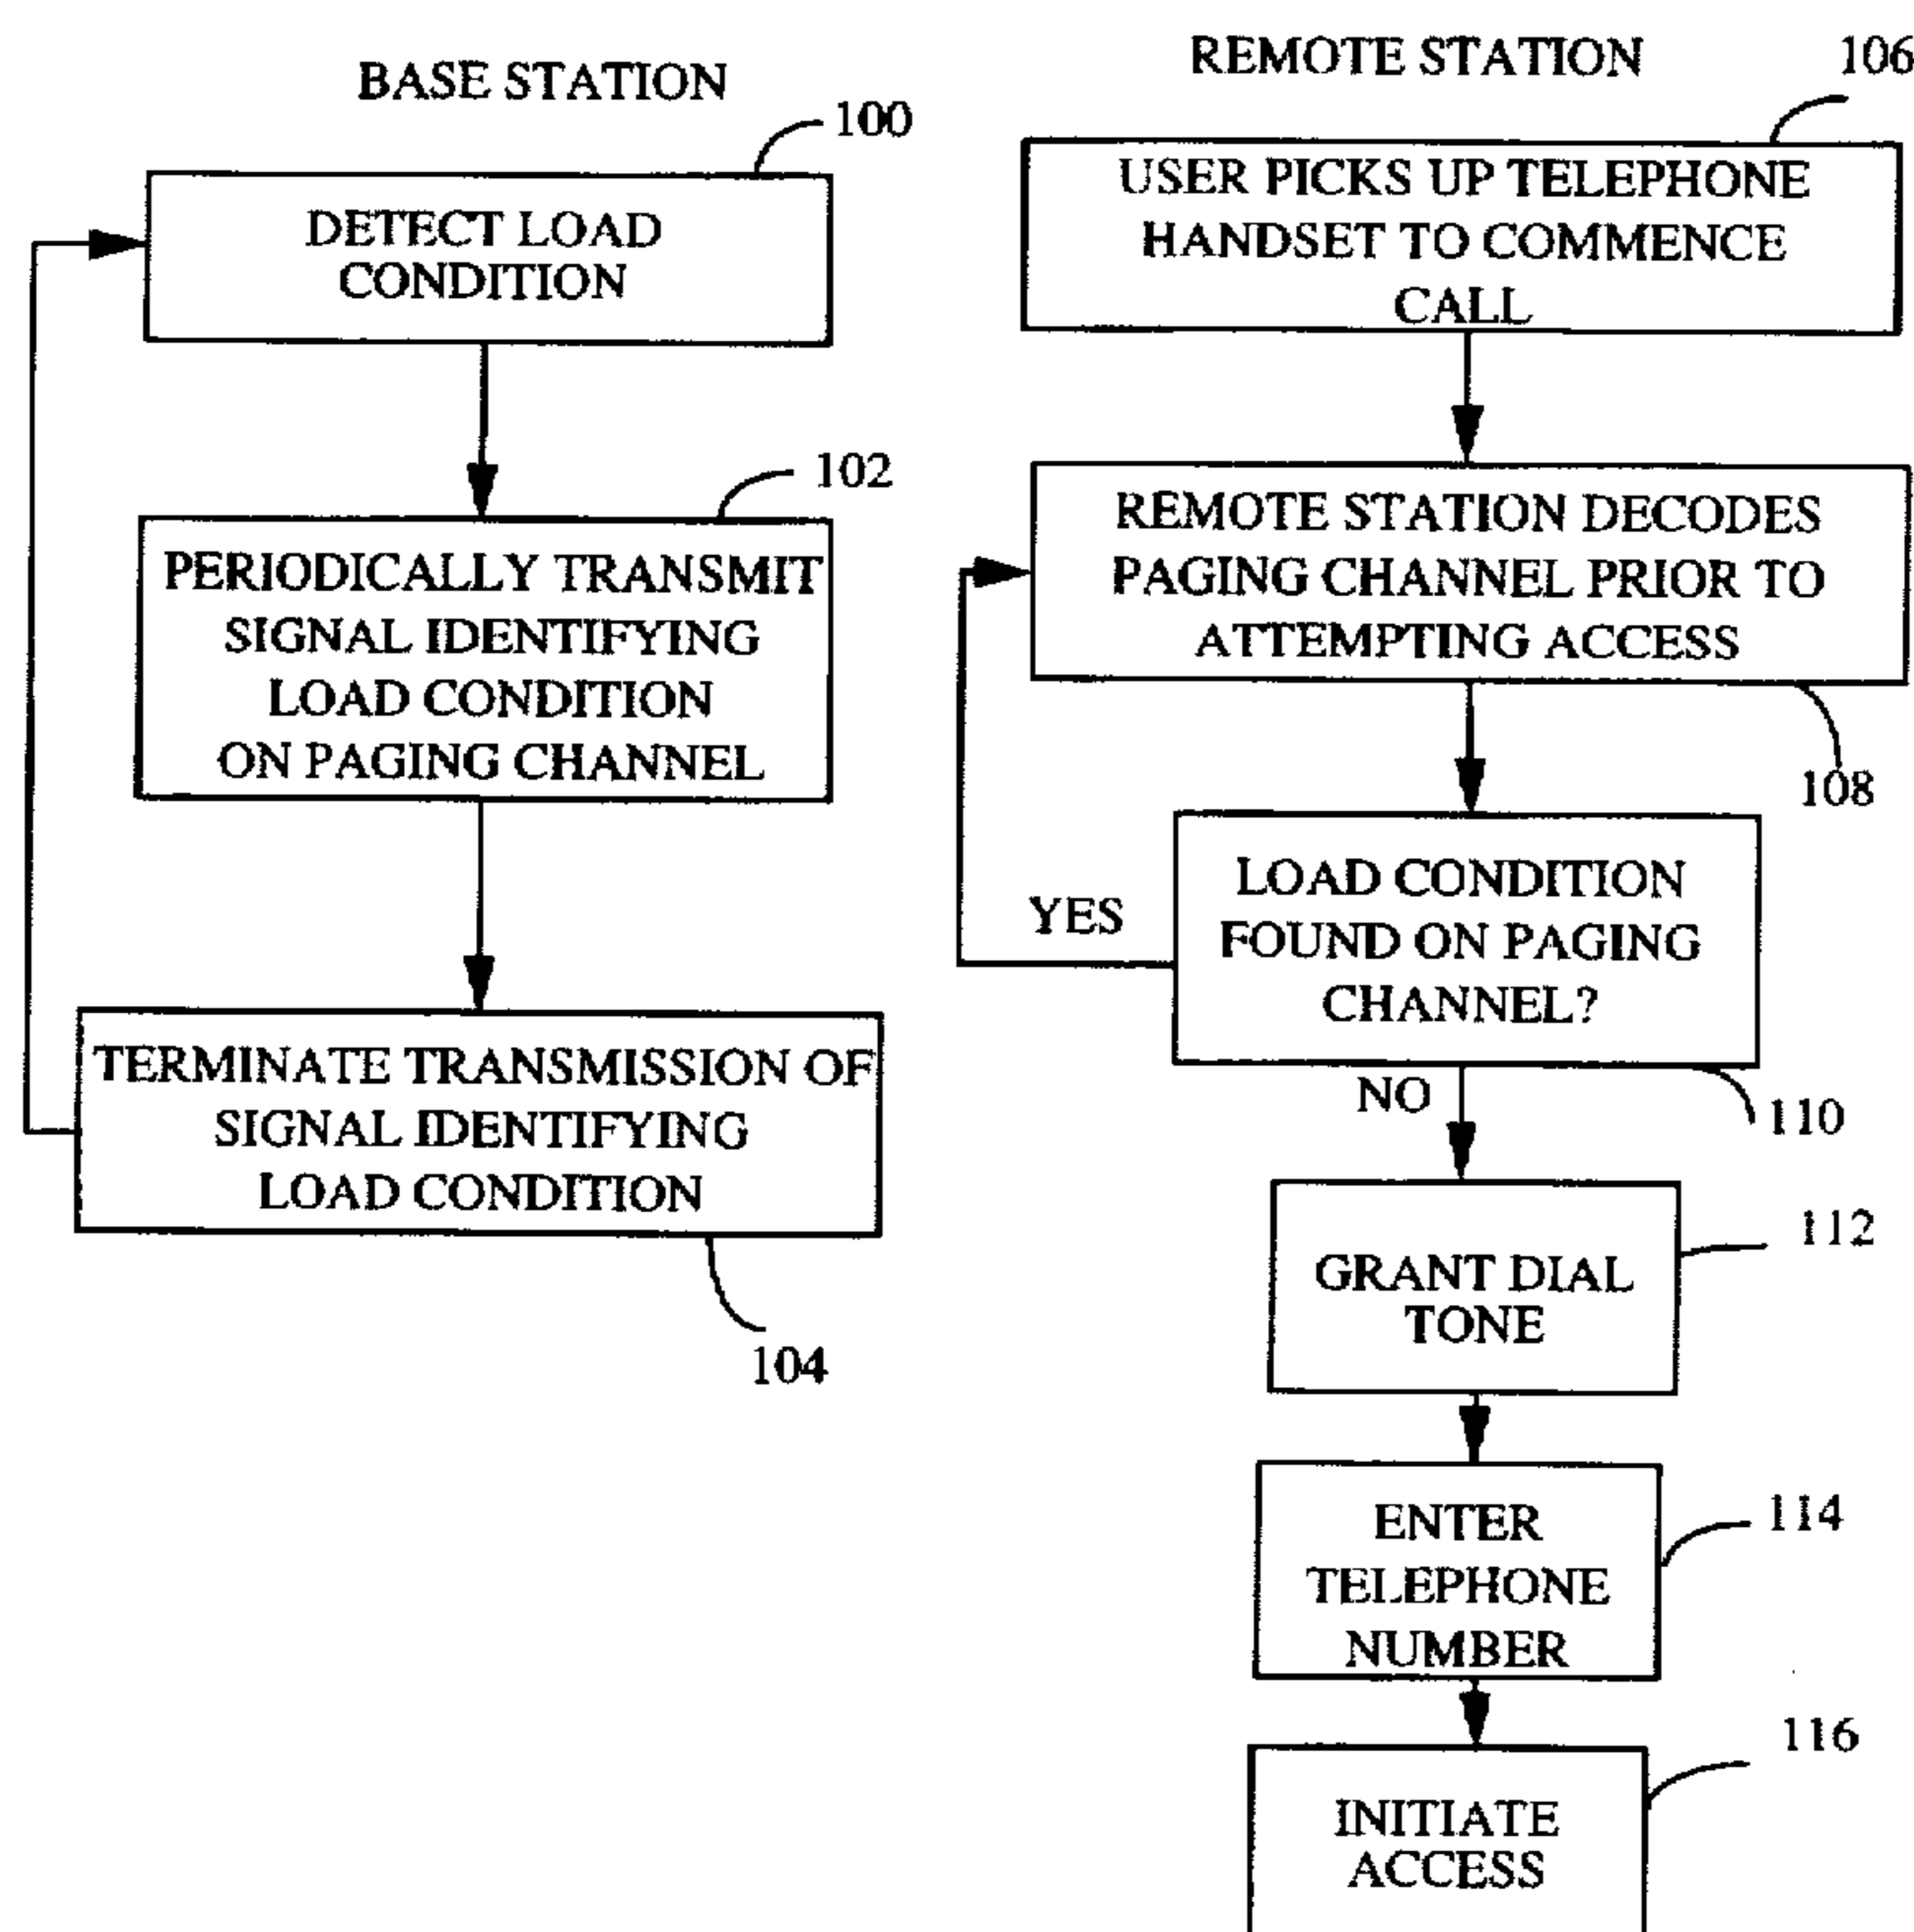 BASE STATION
100
DETECT LOAD
CONDITION
102
PERIODICALLY TRANSMIT
SIGNAL IDENTIFYING
LOAD CONDITION
ON PAGING CHANNEL
TERMINATE TRANSMISSION OF
SIGNAL IDENTIFYING
LOAD CONDITION
104
REMOTE STATION
106
USER PICKS UP TELEPHONE
HANDSET TO COMMENCE
CALL
REMOTE STATION DECODES
PAGING CHANNEL PRIOR TO
ATTEMPTING ACCESS
108
LOAD CONDITION
FOUND ON PAGING
CHANNEL?
YES
NO
110
112
GRANT DIAL
TONE
114
ENTER
TELEPHONE
NUMBER
116
INITIATE
ACCESS